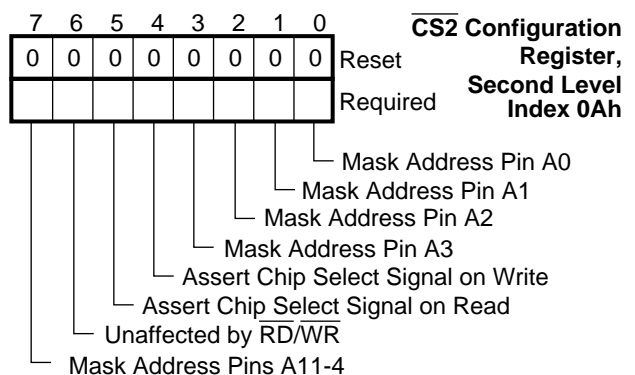 7 6 5 4 3 2 1 0
CS2 Configuration
Register,
Second Level
Index 0Ah
0 0 0 0 0 0 0 0 Reset
Required
Mask Address Pin A0
Mask Address Pin A1
Mask Address Pin A2
Mask Address Pin A3
Assert Chip Select Signal on Write
Assert Chip Select Signal on Read
Unaffected by RD/WR
Mask Address Pins A11-4